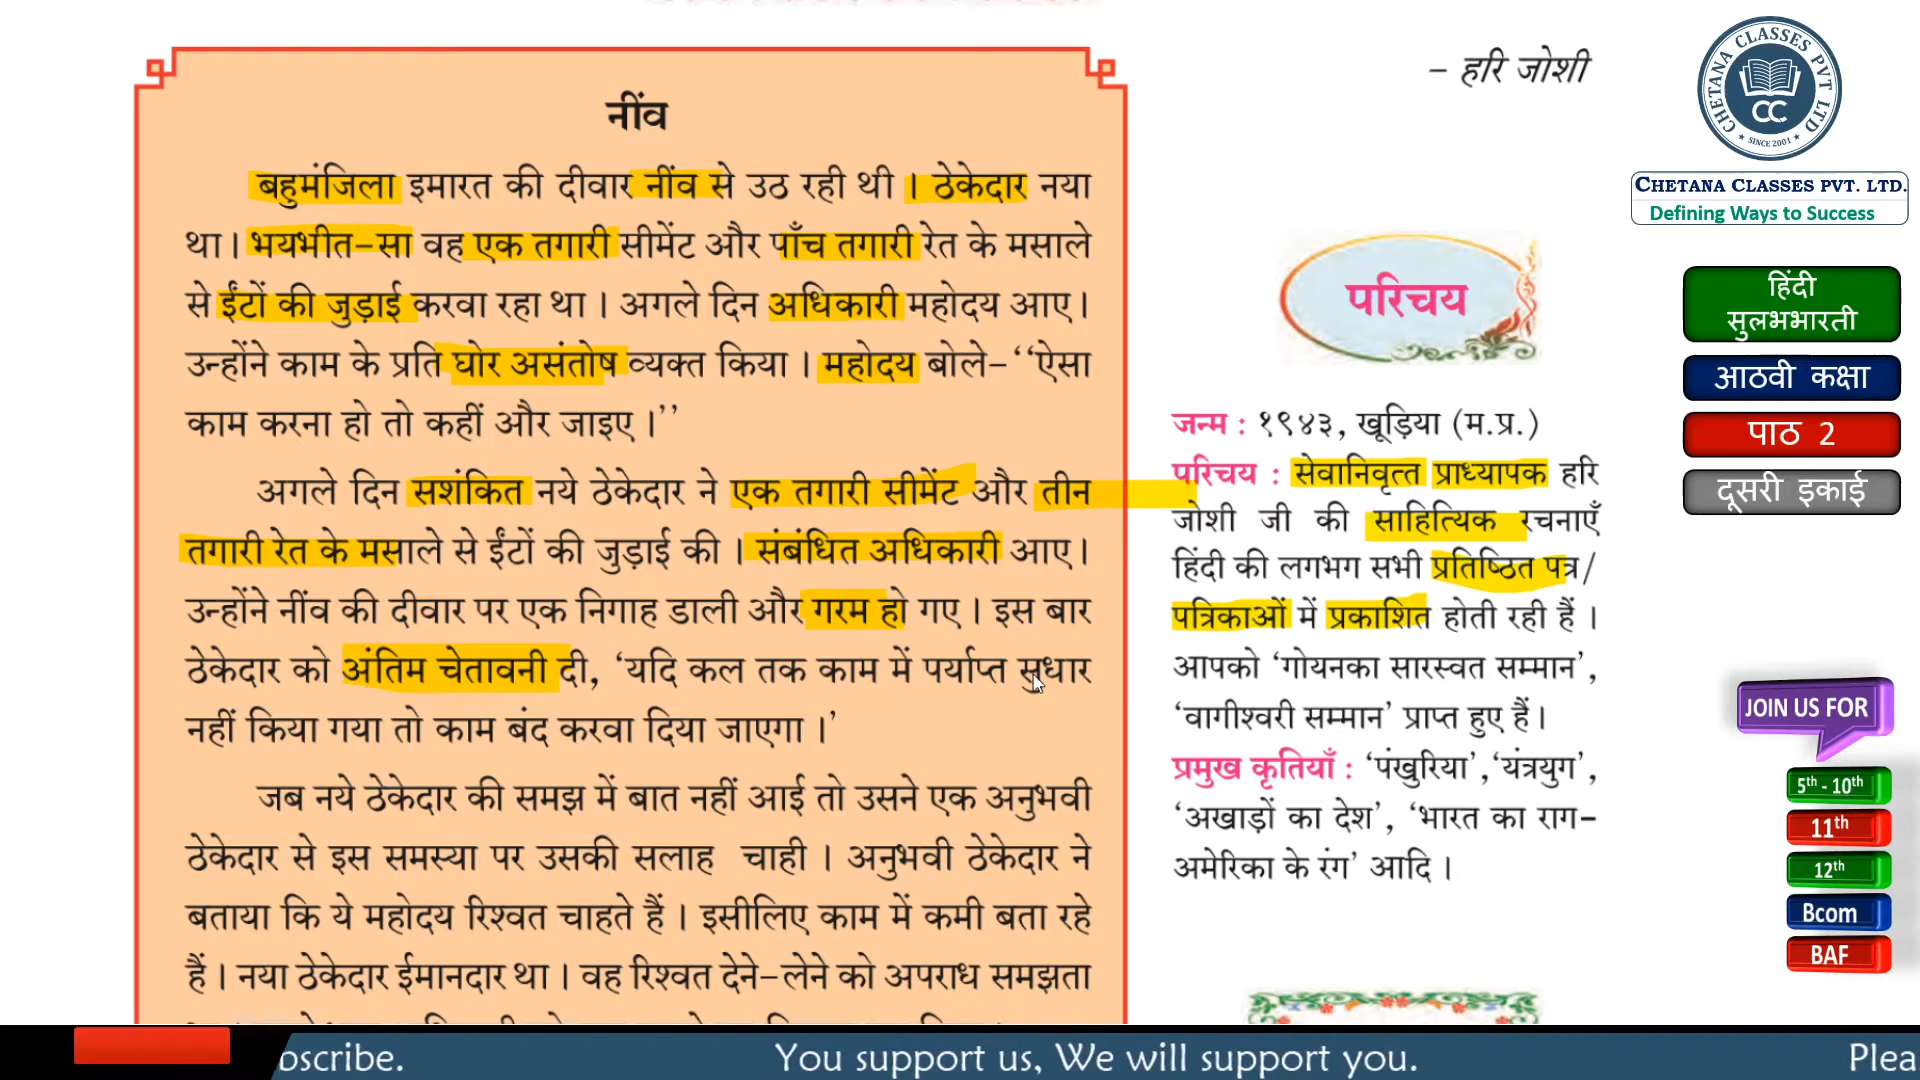 – हरि जोशी
नींव
बहुमंजिला इमारत की दीवार नींव से उठ रही थी । ठेकेदार नया
था। भयभीत-सा वह एक तगारी सीमेंट और पाँच तगारी रेत के मसाले
से ईंटों की जुड़ाई करवा रहा था । अगले दिन अधिकारी महोदय आए।
उन्होंने काम के प्रति घोर असंतोष व्यक्त किया । महोदय बोले-‘‘ऐसा
काम करना हो तो कहीं और जाइए ।’’
अगले दिन सशंकित नये ठेकेदार ने एक तगारी सीमेंट और तीन
तगारी रेत के मसाले से ईंटों की जुड़ाई की । संबंधित अधिकारी आए।
उन्होंने नींव की दीवार पर एक निगाह डाली और गरम हो गए। इस बार
ठेकेदार को अंतिम चेतावनी दी, ‘यदि कल तक काम में पर्याप्त सुधार
नहीं किया गया तो काम बंद करवा दिया जाएगा ।’
जब नये ठेकेदार की समझ में बात नहीं आई तो उसने एक अनुभवी
ठेकेदार से इस समस्या पर उसकी सलाह चाही । अनुभवी ठेकेदार ने
बताया कि ये महोदय रिश्वत चाहते हैं । इसीलिए काम में कमी बता रहे
हैं । नया ठेकेदार ईमानदार था । वह रिश्वत देने-लेने को अपराध समझता
परिचय
जन्म : १९४३, खूड़िया (म.प्र.)
परिचय : सेवानिवृत्त प्राध्यापक हरि
जोशी जी की साहित्यिक रचनाएँ
हिंदी की लगभग सभी प्रतिष्ठित पत्र/
पत्रिकाओं में प्रकाशित होती रही हैं ।
आपको ‘गोयनका सारस्वत सम्मान’,
‘वागीश्वरी सम्मान’ प्राप्त हुए हैं।
प्रमुख कृतियाँ : ‘पंखुरिया’,‘यंत्रयुग’,
‘अखाड़ों का देश’, ‘भारत का राग-
अमेरिका के रंग’ आदि ।
CHETANA CLASSES PVT LTD
CC
SINCE 2001
CHETANA CLASSES PVT. LTD.
Defining Ways to Success
हिंदी
सुलभभारती
आठवी कक्षा
पाठ 2
दूसरी इकाई
JOIN US FOR
5th - 10th
11th
12th
Bcom
BAF
bscribe. You support us, We will support you. Plea